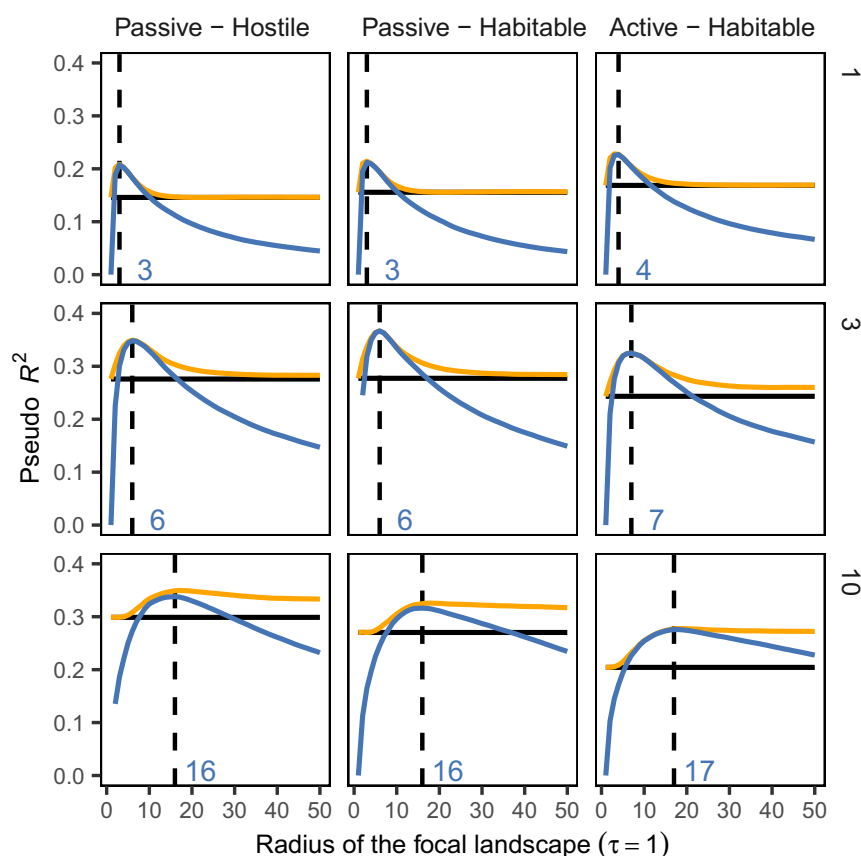 Passive − Hostile Passive − Habitable Active − Habitable
0.4
0.3
0.2
0.1
0.0
3 3 4
1
0.4
0.3
0.2
0.1
0.0
6 6 7
3
0.4
0.3
0.2
0.1
0.0
16 16 17
10
Pseudo R²
0 10 20 30 40 50 0 10 20 30 40 50 0 10 20 30 40 50
Radius of the focal landscape (τ = 1)